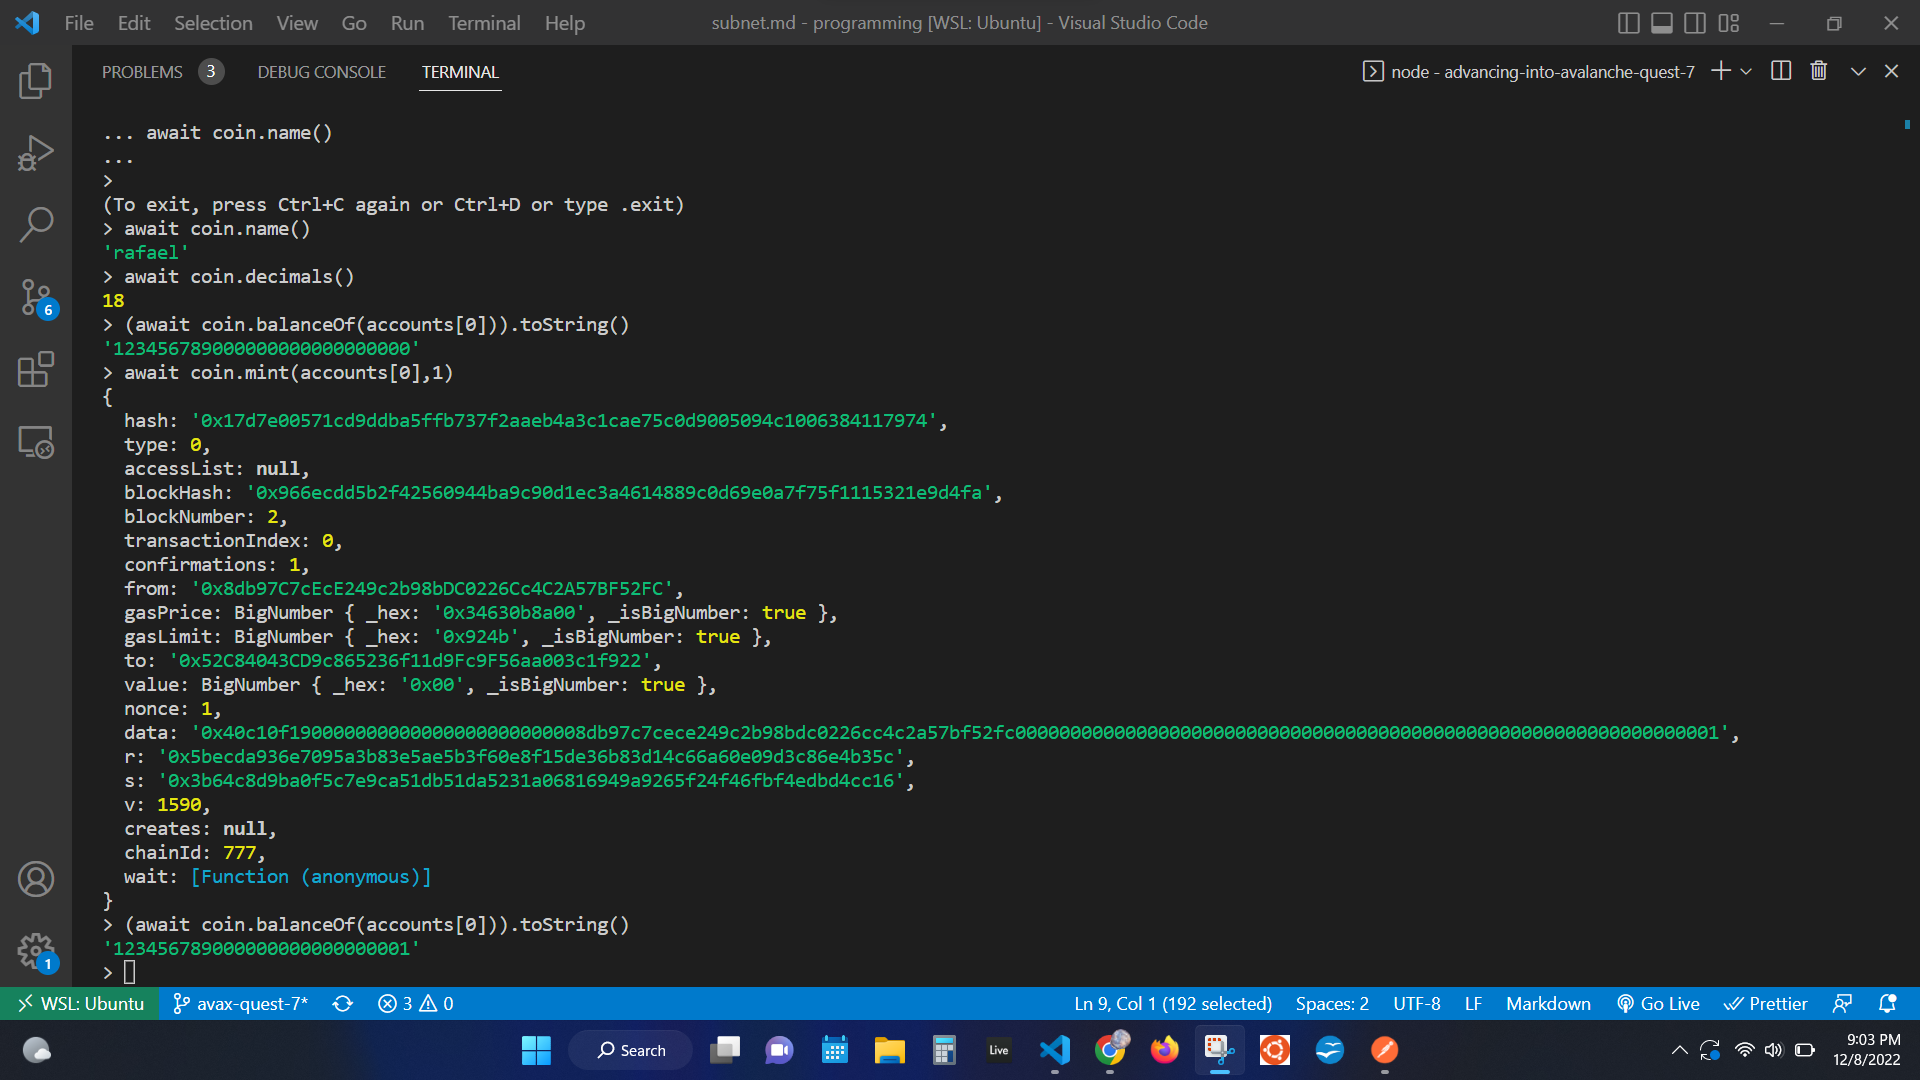 File Edit Selection View Go Run Terminal Help subnet.md - programming [WSL: Ubuntu] - Visual Studio Code
PROBLEMS 3 DEBUG CONSOLE TERMINAL node - advancing-into-avalanche-quest-7
... await coin.name()
...
>
(To exit, press Ctrl+C again or Ctrl+D or type .exit)
> await coin.name()
'rafael'
> await coin.decimals()
18
> (await coin.balanceOf(accounts[0])).toString()
'1234567890000000000000000000'
> await coin.mint(accounts[0],1)
{
hash: '0x17d7e00571cd9ddba5ffb737f2aaeb4a3c1cae75c0d9005094c1006384117974',
type: 0,
accessList: null,
blockHash: '0x966ecdd5b2f42560944ba9c90d1ec3a4614889c0d69e0a7f75f1115321e9d4fa',
blockNumber: 2,
transactionIndex: 0,
confirmations: 1,
from: '0x8db97C7cEcE249c2b98bDC0226Cc4C2A57BF52FC',
gasPrice: BigNumber { _hex: '0x34630b8a00', _isBigNumber: true },
gasLimit: BigNumber { _hex: '0x924b', _isBigNumber: true },
to: '0x52C84043CD9c865236f11d9Fc9F56aa003c1f922',
value: BigNumber { _hex: '0x00', _isBigNumber: true },
nonce: 1,
data: '0x40c10f190000000000000000000000008db97c7cece249c2b98bdc0226cc4c2a57bf52fc0000000000000000000000000000000000000000000000000000000000000001',
r: '0x5becda936e7095a3b83e5ae5b3f60e8f15de36b83d14c66a60e09d3c86e4b35c',
s: '0x3b64c8d9ba0f5c7e9ca51db51da5231a06816949a9265f24f46fbf4edbd4cc16',
v: 1590,
creates: null,
chainId: 777,
wait: [Function (anonymous)]
}
> (await coin.balanceOf(accounts[0])).toString()
'1234567890000000000000000001'
>
6
1
WSL: Ubuntu avax-quest-7* 3 0 Ln 9, Col 1 (192 selected) Spaces: 2 UTF-8 LF Markdown Go Live Prettier
Search Live 9:03 PM
12/8/2022